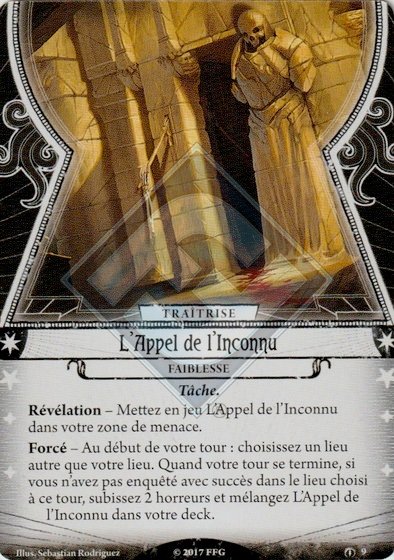 TRAÎTRISE
L'Appel de l'Inconnu
FAIBLESSE
Tâche.
Révélation – Mettez en jeu L'Appel de l'Inconnu
dans votre zone de menace.
Forcé – Au début de votre tour : choisissez un lieu
autre que votre lieu. Quand votre tour se termine, si
vous n'avez pas enquêté avec succès dans le lieu choisi
à ce tour, subissez 2 horreurs et mélangez L'Appel de
l'Inconnu dans votre deck.
Illus. Sebastian Rodriguez © 2017 FFG 9